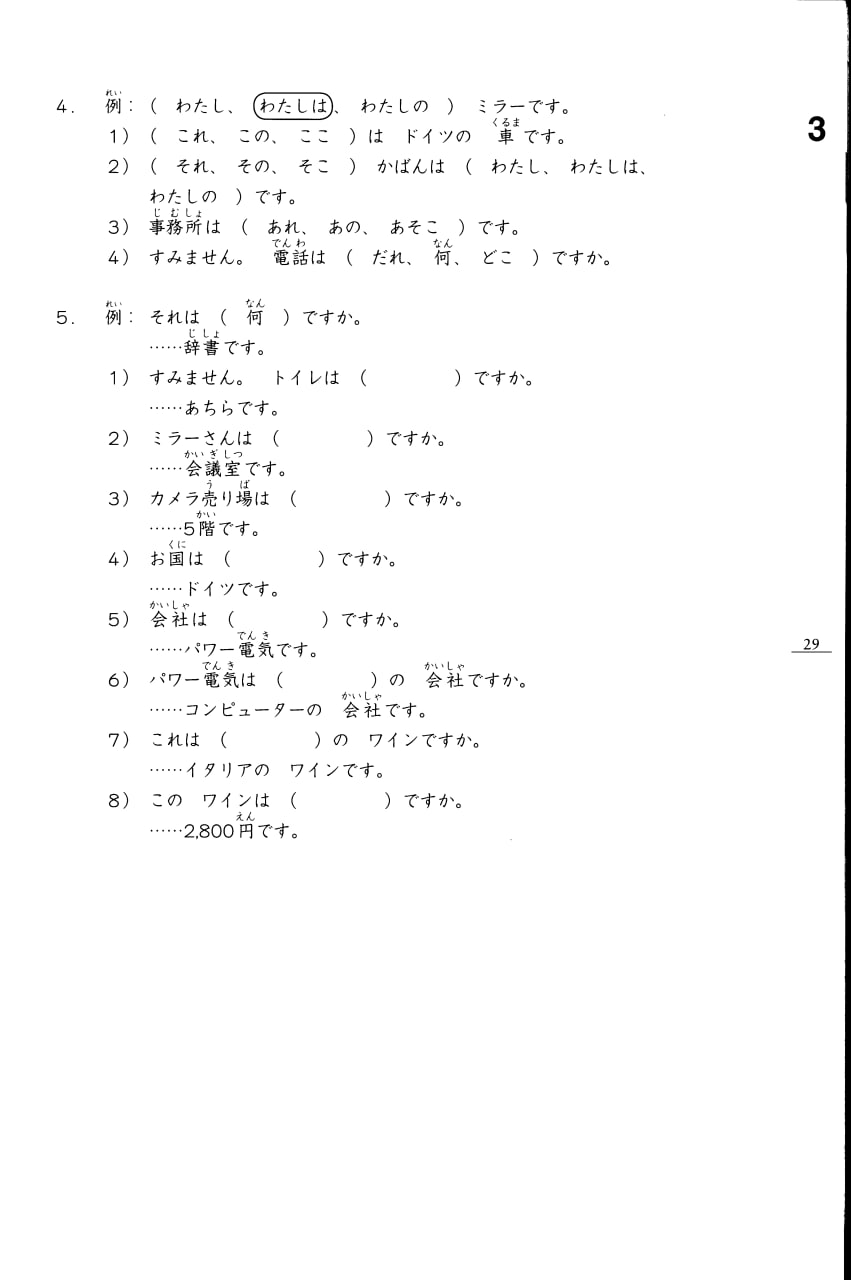 3
4. 例：（ わたし、 わたしは、 わたしの ） ミラーです。
1） （ これ、 この、 ここ ）は ドイツの 車です。
2） （ それ、 その、 そこ ） かばんは （ わたし、 わたしは、
わたしの ）です。
3） 事務所は （ あれ、 あの、 あそこ ）です。
4） すみません。 電話は （ だれ、 何、 どこ ）ですか。
5. 例：それは （ 何 ）ですか。
……辞書です。
1） すみません。 トイレは （ ）ですか。
……あちらです。
2） ミラーさんは （ ）ですか。
……会議室です。
3） カメラ売り場は （ ）ですか。
……5階です。
4） お国は （ ）ですか。
……ドイツです。
5） 会社は （ ）ですか。
……パワー電気です。
6） パワー電気は （ ）の 会社ですか。
……コンピューターの 会社です。
7） これは （ ）の ワインですか。
……イタリアの ワインです。
8） この ワインは （ ）ですか。
……2,800円です。
29